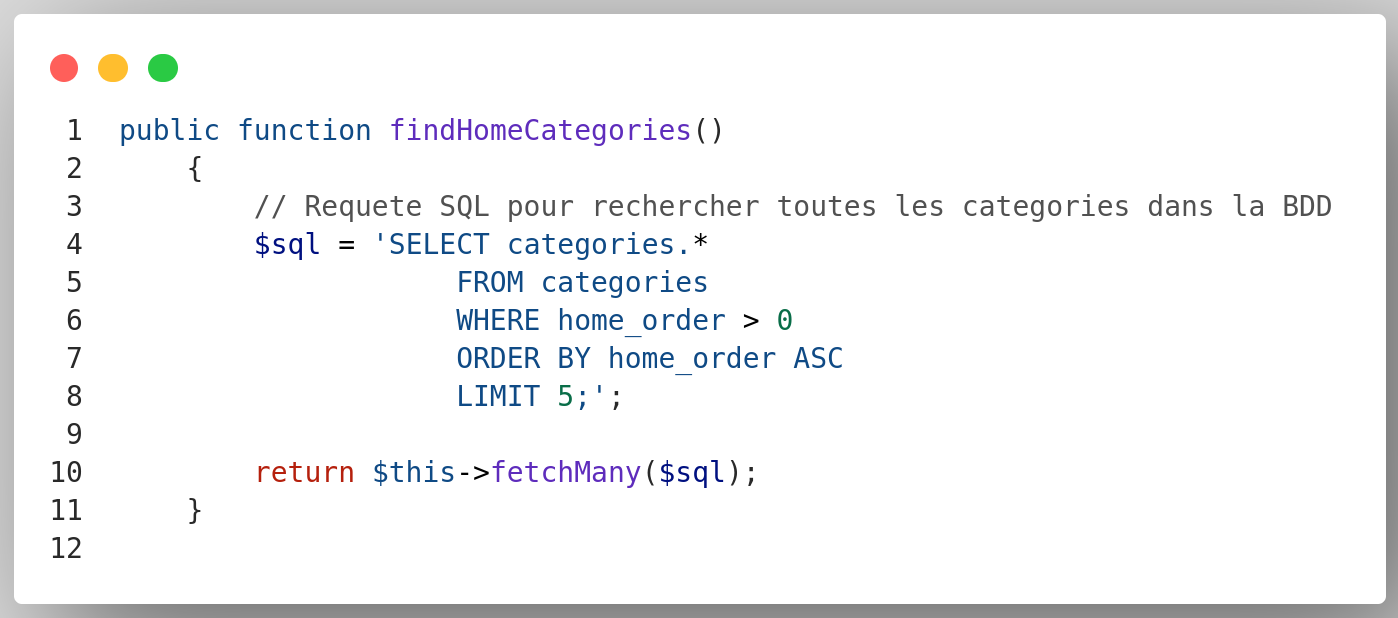 1 public function findHomeCategories()
2 {
3 // Requete SQL pour rechercher toutes les categories dans la BDD
4 $sql = 'SELECT categories.*
5 FROM categories
6 WHERE home_order > 0
7 ORDER BY home_order ASC
8 LIMIT 5;';
9
10 return $this->fetchMany($sql);
11 }
12